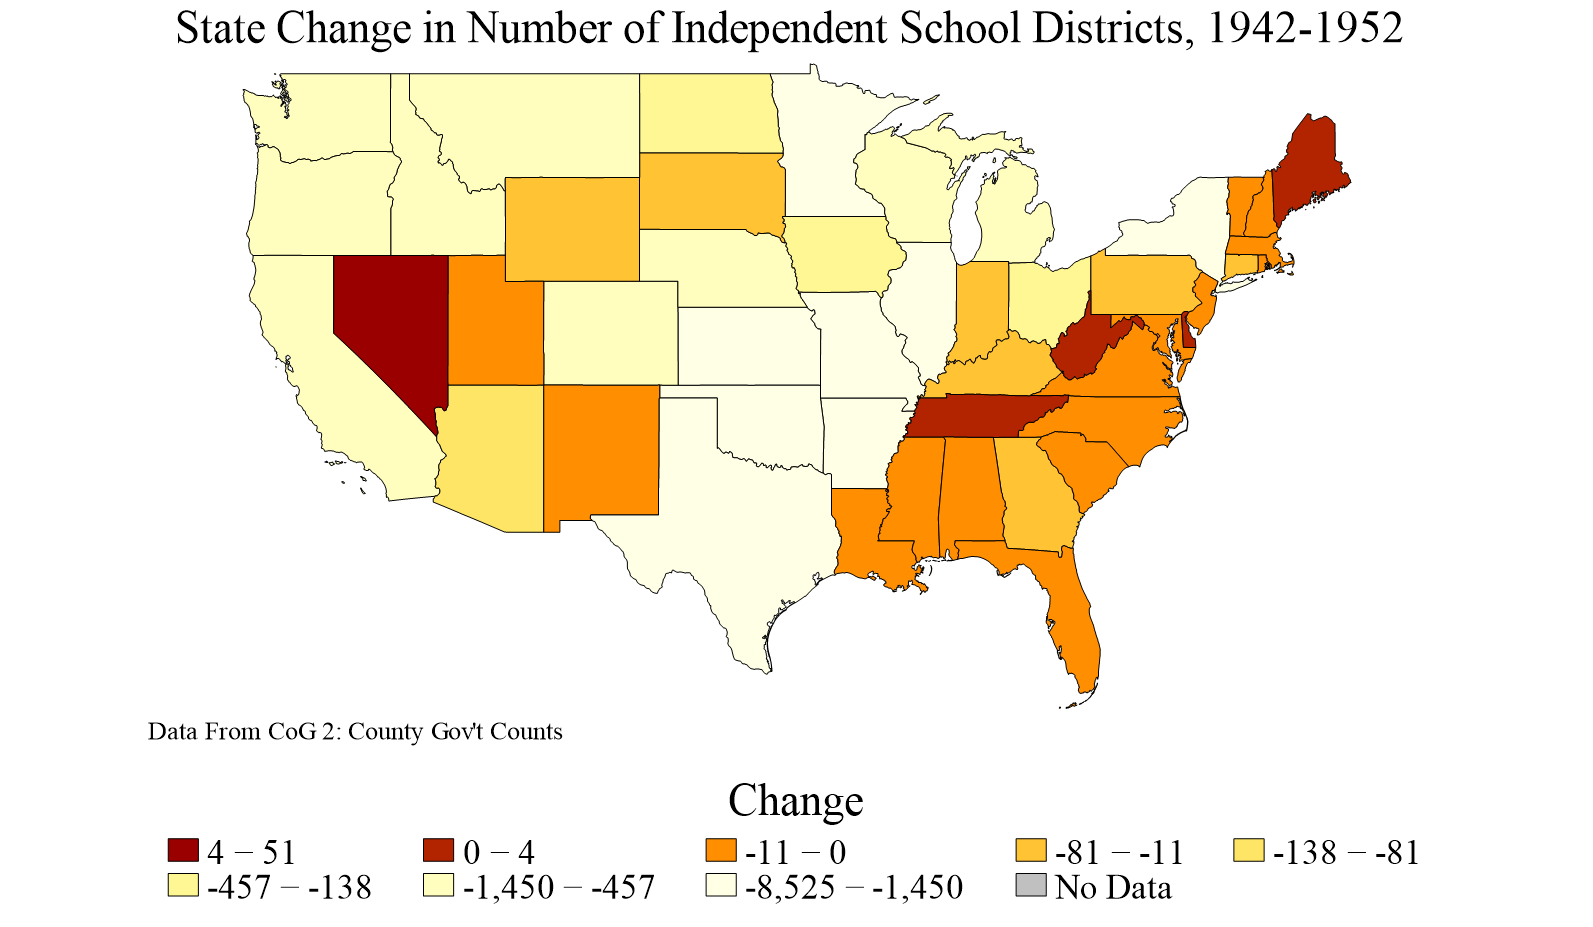 State Change in Number of Independent School Districts, 1942-1952
Data From CoG 2: County Gov't Counts
Change
4 − 51 0 − 4 -11 − 0 -81 − -11 -138 − -81
-457 − -138 -1,450 − -457 -8,525 − -1,450 No Data